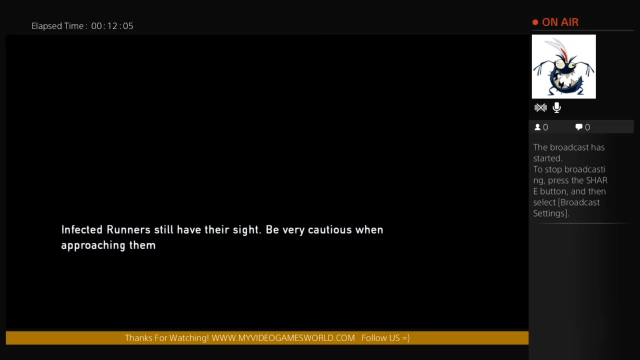 Elapsed Time : 00:12:05
ON AIR
0
0
The broadcast has
started.
To stop broadcasti
ng, press the SHAR
E button, and then
select [Broadcast
Settings].
Infected Runners still have their sight. Be very cautious when
approaching them
Thanks For Watching! WWW.MYVIDEOGAMESWORLD.COM Follow US =)